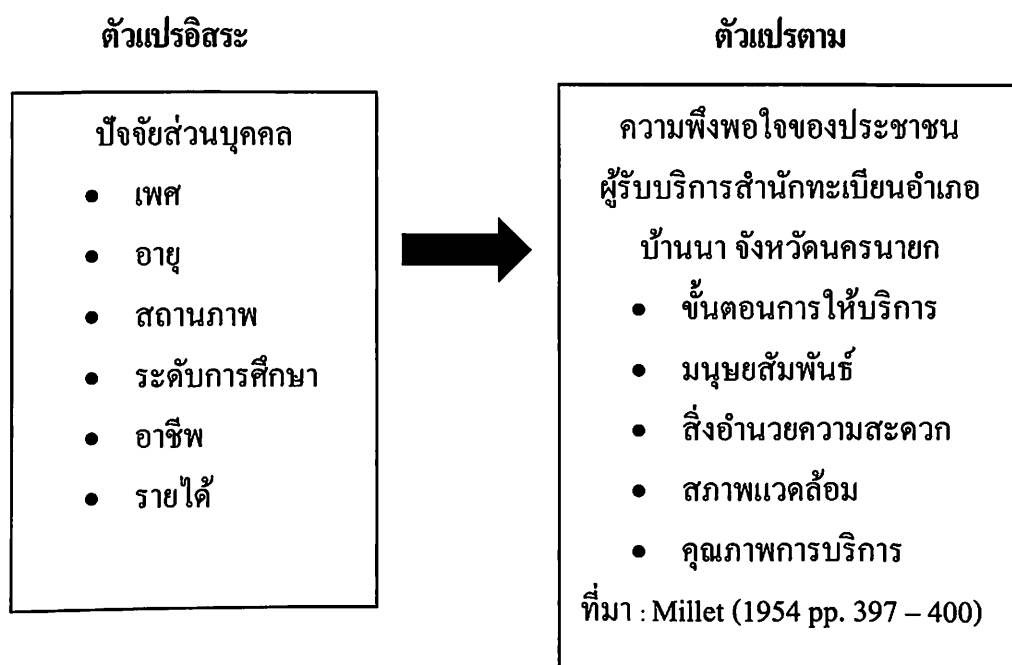 ตัวแปรอิสระ
ปัจจัยส่วนบุคคล
• เพศ
• อายุ
• สถานภาพ
• ระดับการศึกษา
• อาชีพ
• รายได้
ตัวแปรตาม
ความพึงพอใจของประชาชน
ผู้รับบริการสำนักทะเบียนอำเภอ
บ้านนา จังหวัดนครนายก
• ขั้นตอนการให้บริการ
• มนุษยสัมพันธ์
• สิ่งอำนวยความสะดวก
• สภาพแวดล้อม
• คุณภาพการบริการ
ที่มา : Millet (1954 pp. 397 – 400)